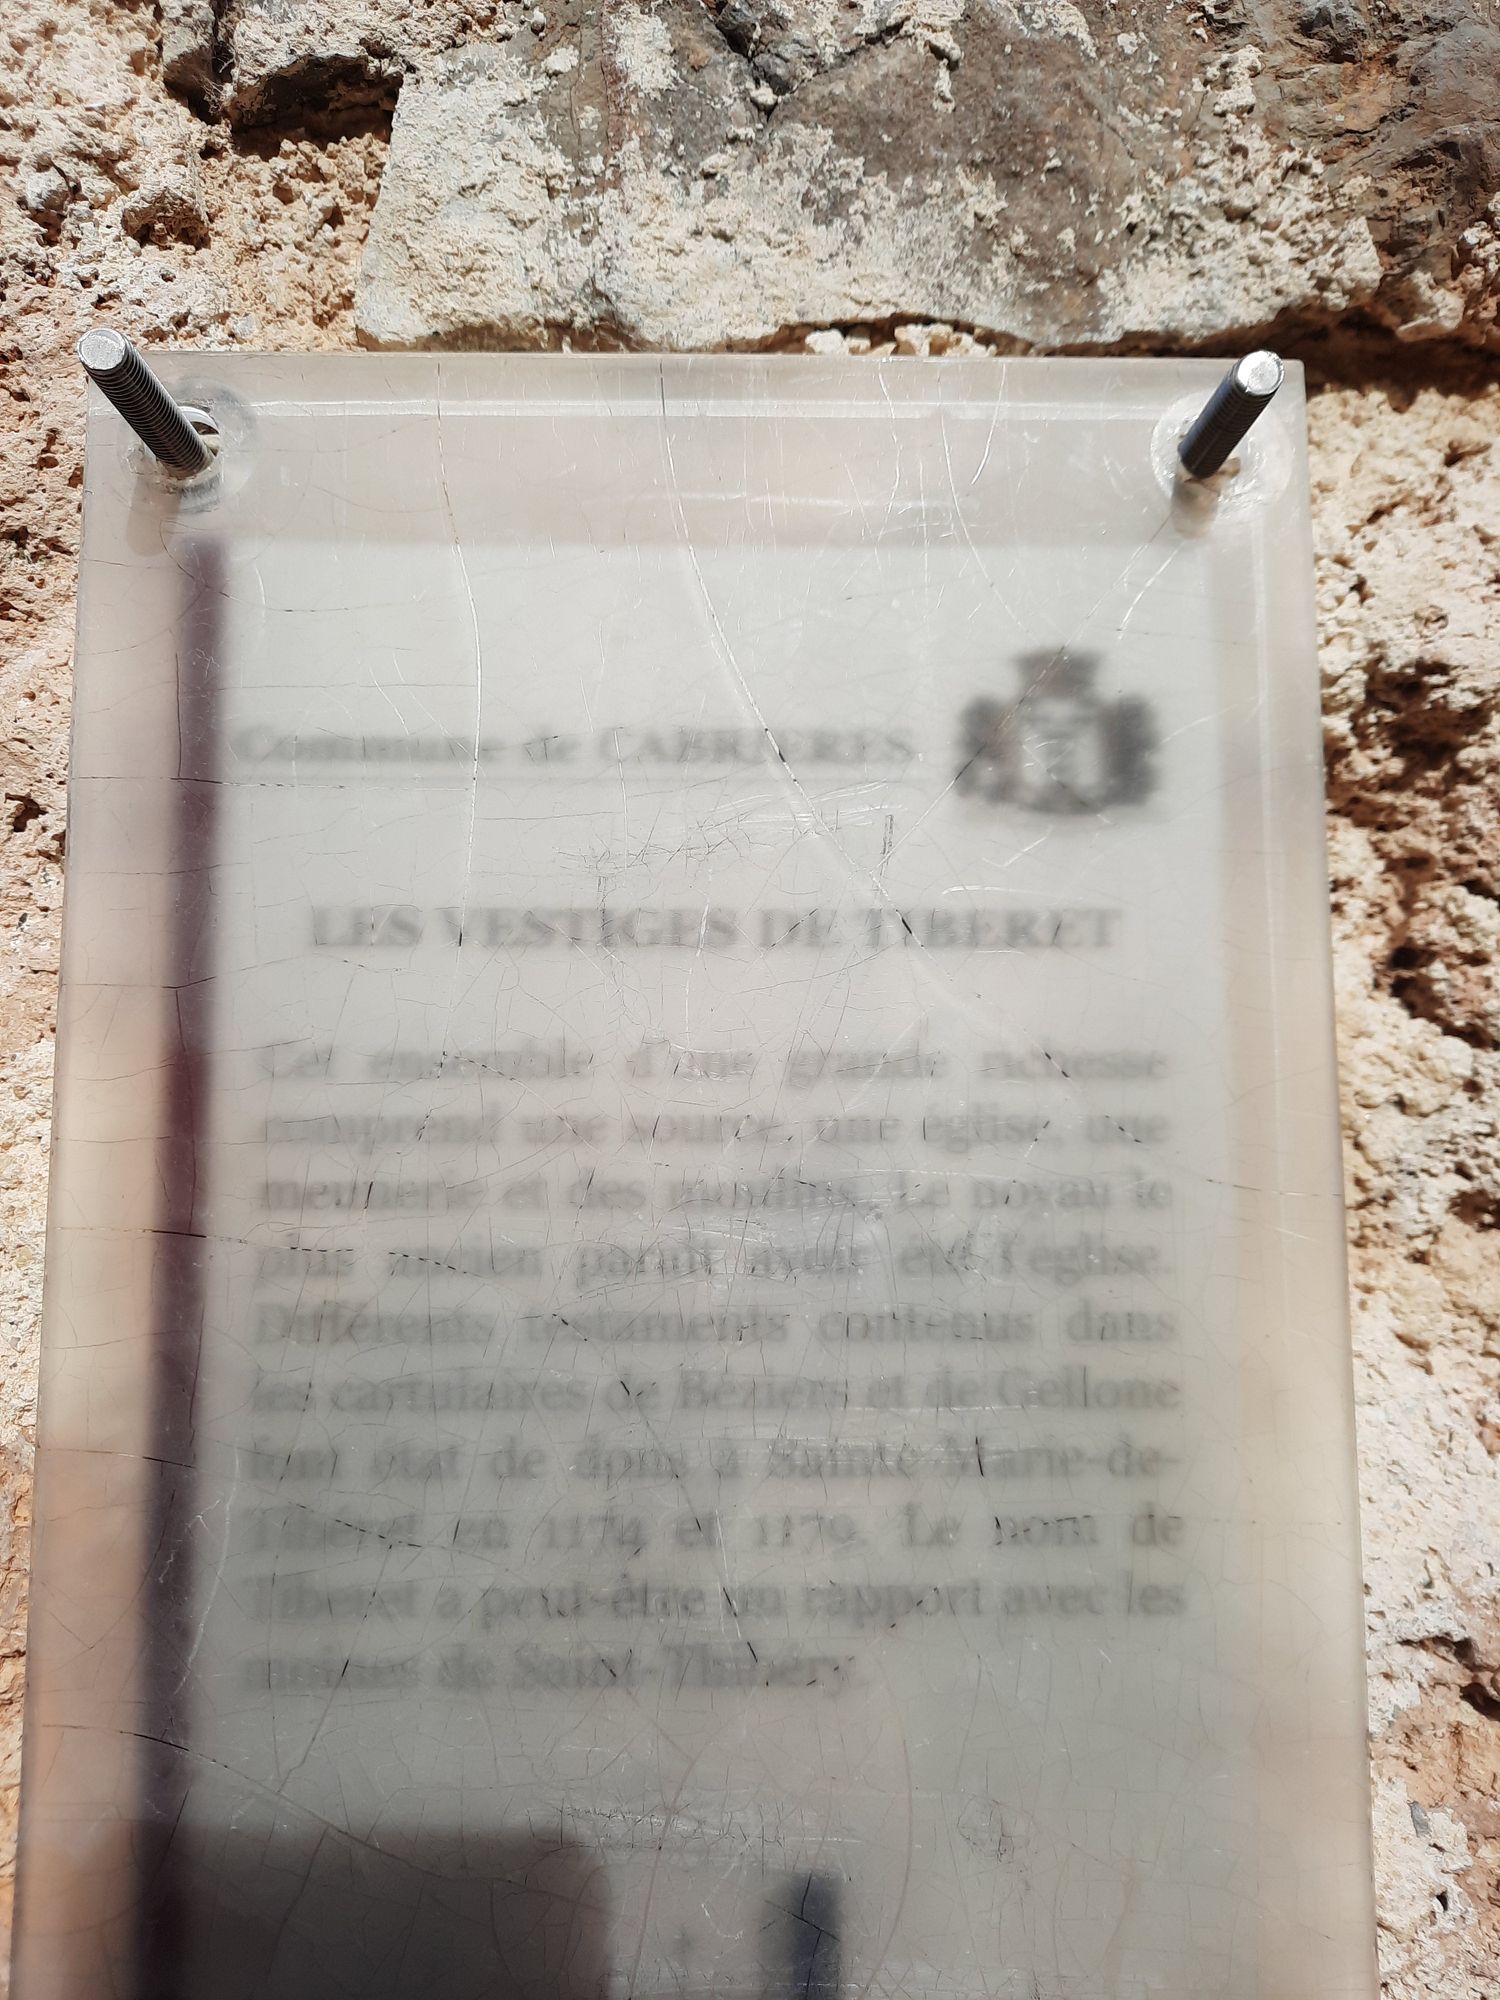 Commune de CABRIERES
LES VESTIGES DE TIBERET
Cet ensemble d'une grande richesse
comprend une source, une église, une
meunerie et des moulins. Le noyau le
plus ancien paraît avoir été l'église.
Différents testaments contenus dans
les cartulaires de Béziers et de Gellone
font état de dons à Sainte-Marie-de-
Tibéret en 1174 et 1179. Le nom de
Tiberet a peut-être un rapport avec les
moines de Saint-Thibéry.